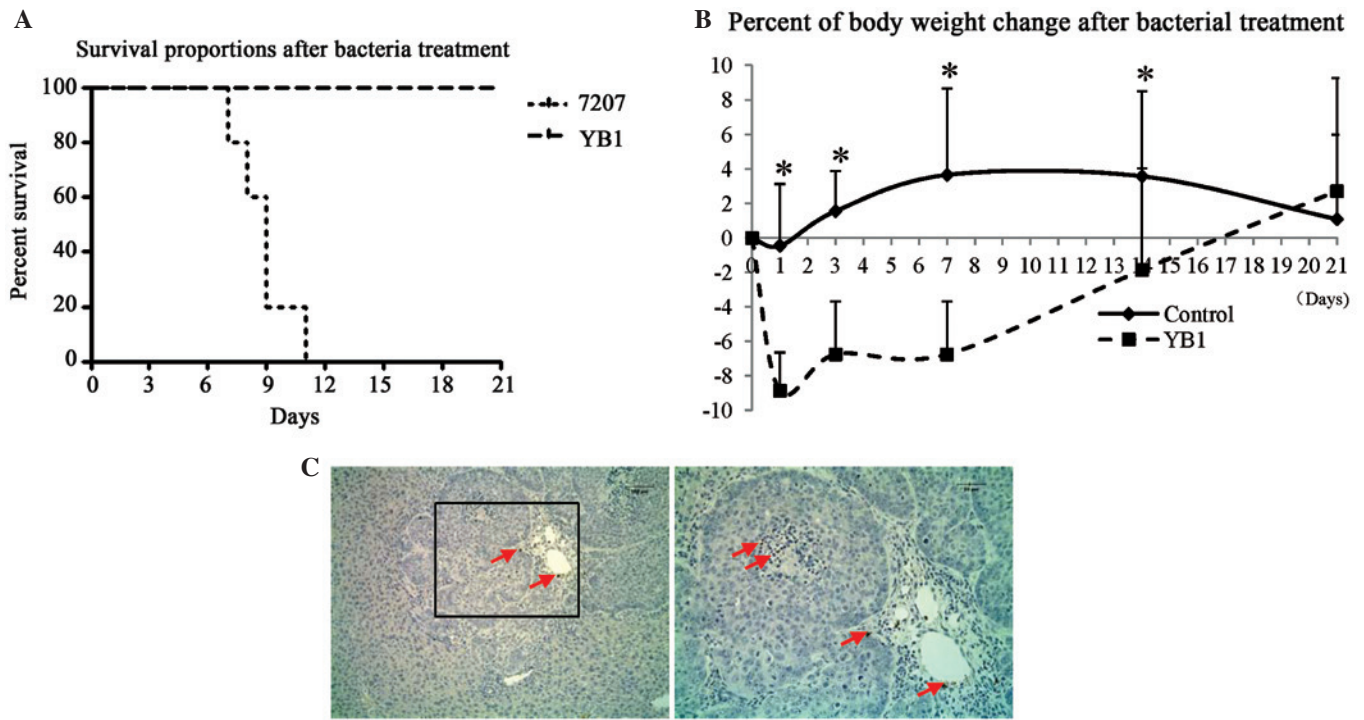 A
Survival proportions after bacteria treatment
Percent survival
100
80
60
40
20
0
0 3 6 9 12 15 18 21
Days
7207
YB1
B
Percent of body weight change after bacterial treatment
10
8
6
4
2
0
-2
-4
-6
-8
-10
* * * *
0 1 2 3 4 5 6 7 8 9 10 11 12 13 14 15 16 17 18 19 20 21
(Days)
Control
YB1
C